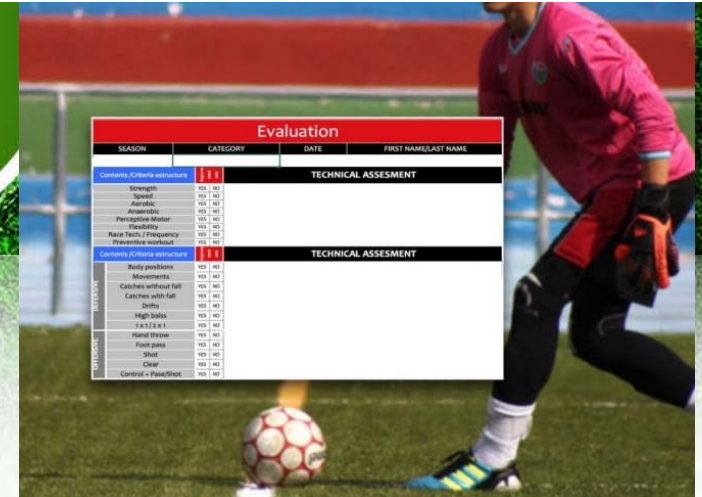 Evaluation
SEASON CATEGORY DATE FIRST NAME/LAST NAME
Contents /Criteria estructure TECHNICAL ASSESMENT
Strength YES NO
Speed YES NO
Aerobic YES NO
Anaerobic YES NO
Perceptive-Motor YES NO
Flexibility YES NO
Race Tech. / Frequency YES NO
Preventive workout YES NO
Contents /Criteria estructure TECHNICAL ASSESMENT
DEFENSIVE
Body positions YES NO
Movements YES NO
Catches without fall YES NO
Catches with fall YES NO
Drifts YES NO
High balss YES NO
1 x 1 / 2 x 1 YES NO
OFFENSIVE
Hand throw YES NO
Foot pass YES NO
Shot YES NO
Clear YES NO
Control + Pase/Shot YES NO